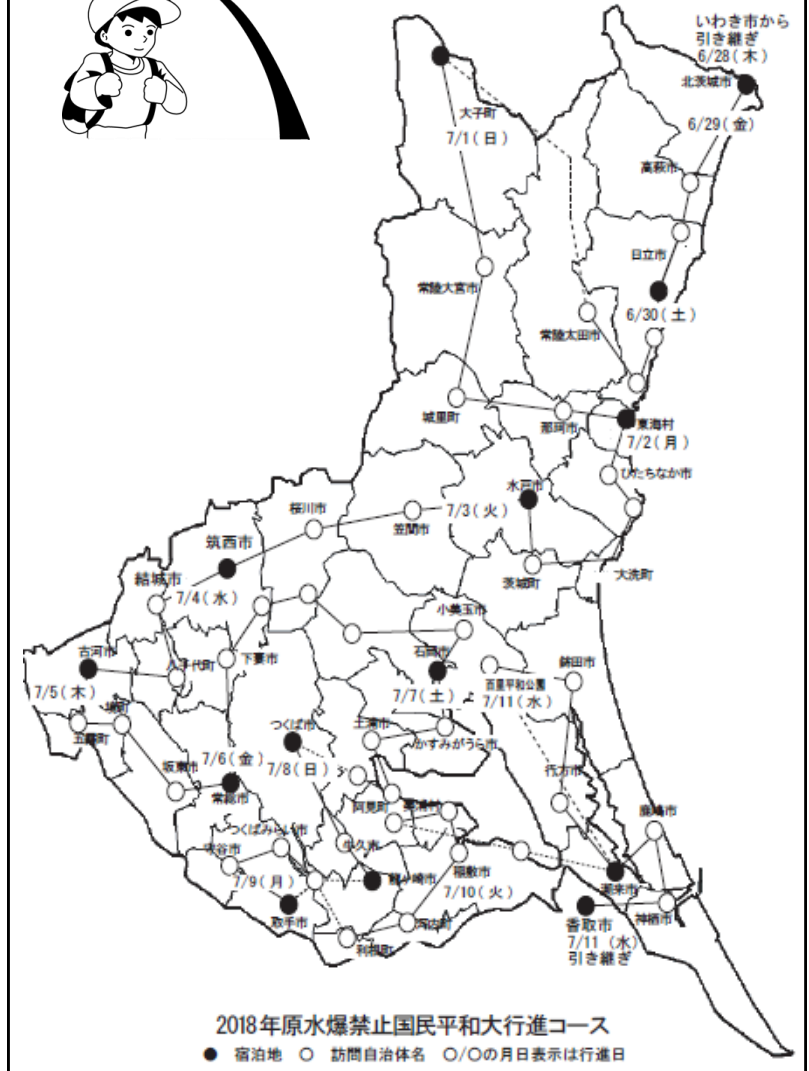 いわき市から
引き継ぎ
6/28(木)
北茨城市
6/29(金)
大子町
7/1(日)
高萩市
日立市
常陸大宮市
6/30(土)
常陸太田市
城里町
那珂市
東海村
7/2(月)
ひたちなか市
水戸市
7/3(火)
桜川市
笠間市
筑西市
結城市
7/4(水)
茨城町
大洗町
小美玉市
石岡市
古河市
八千代町
下妻市
鉾田市
7/5(木)
7/7(土)
百里平和公園
7/11(水)
境町
五霞町
つくば市
土浦市
かすみがうら市
7/6(金)
7/8(日)
坂東市
常総市
行方市
阿見町
美浦村
鹿嶋市
つくばみらい市
守谷市
牛久市
稲敷市
龍ヶ崎市
7/9(月)
7/10(火)
潮来市
取手市
河内町
利根町
神栖市
香取市
7/11(水)
引き継ぎ
2018年原水爆禁止国民平和大行進コース
● 宿泊地 ○ 訪問自治体名 ○/○の月日表示は行進日